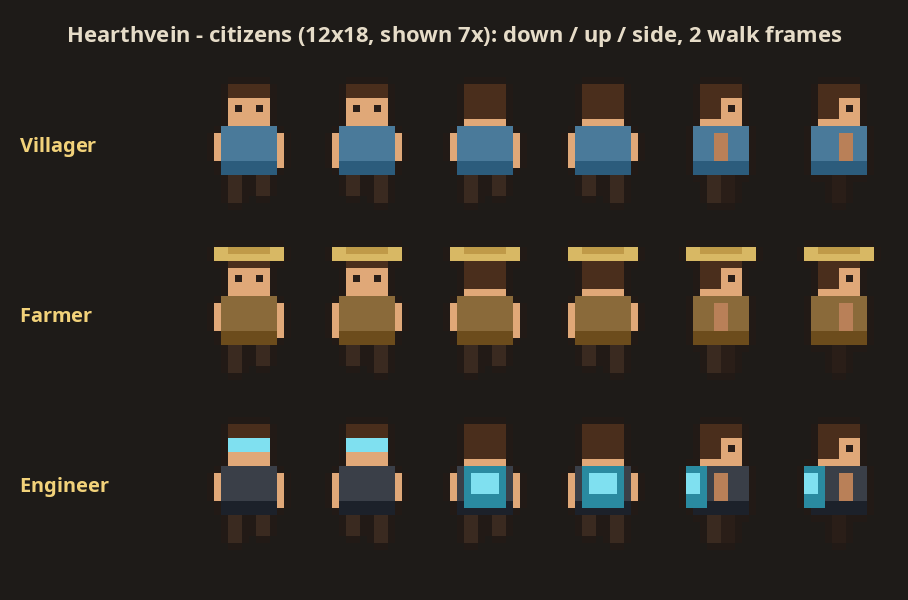 Hearthvein - citizens (12x18, shown 7x): down / up / side, 2 walk frames
Villager
Farmer
Engineer